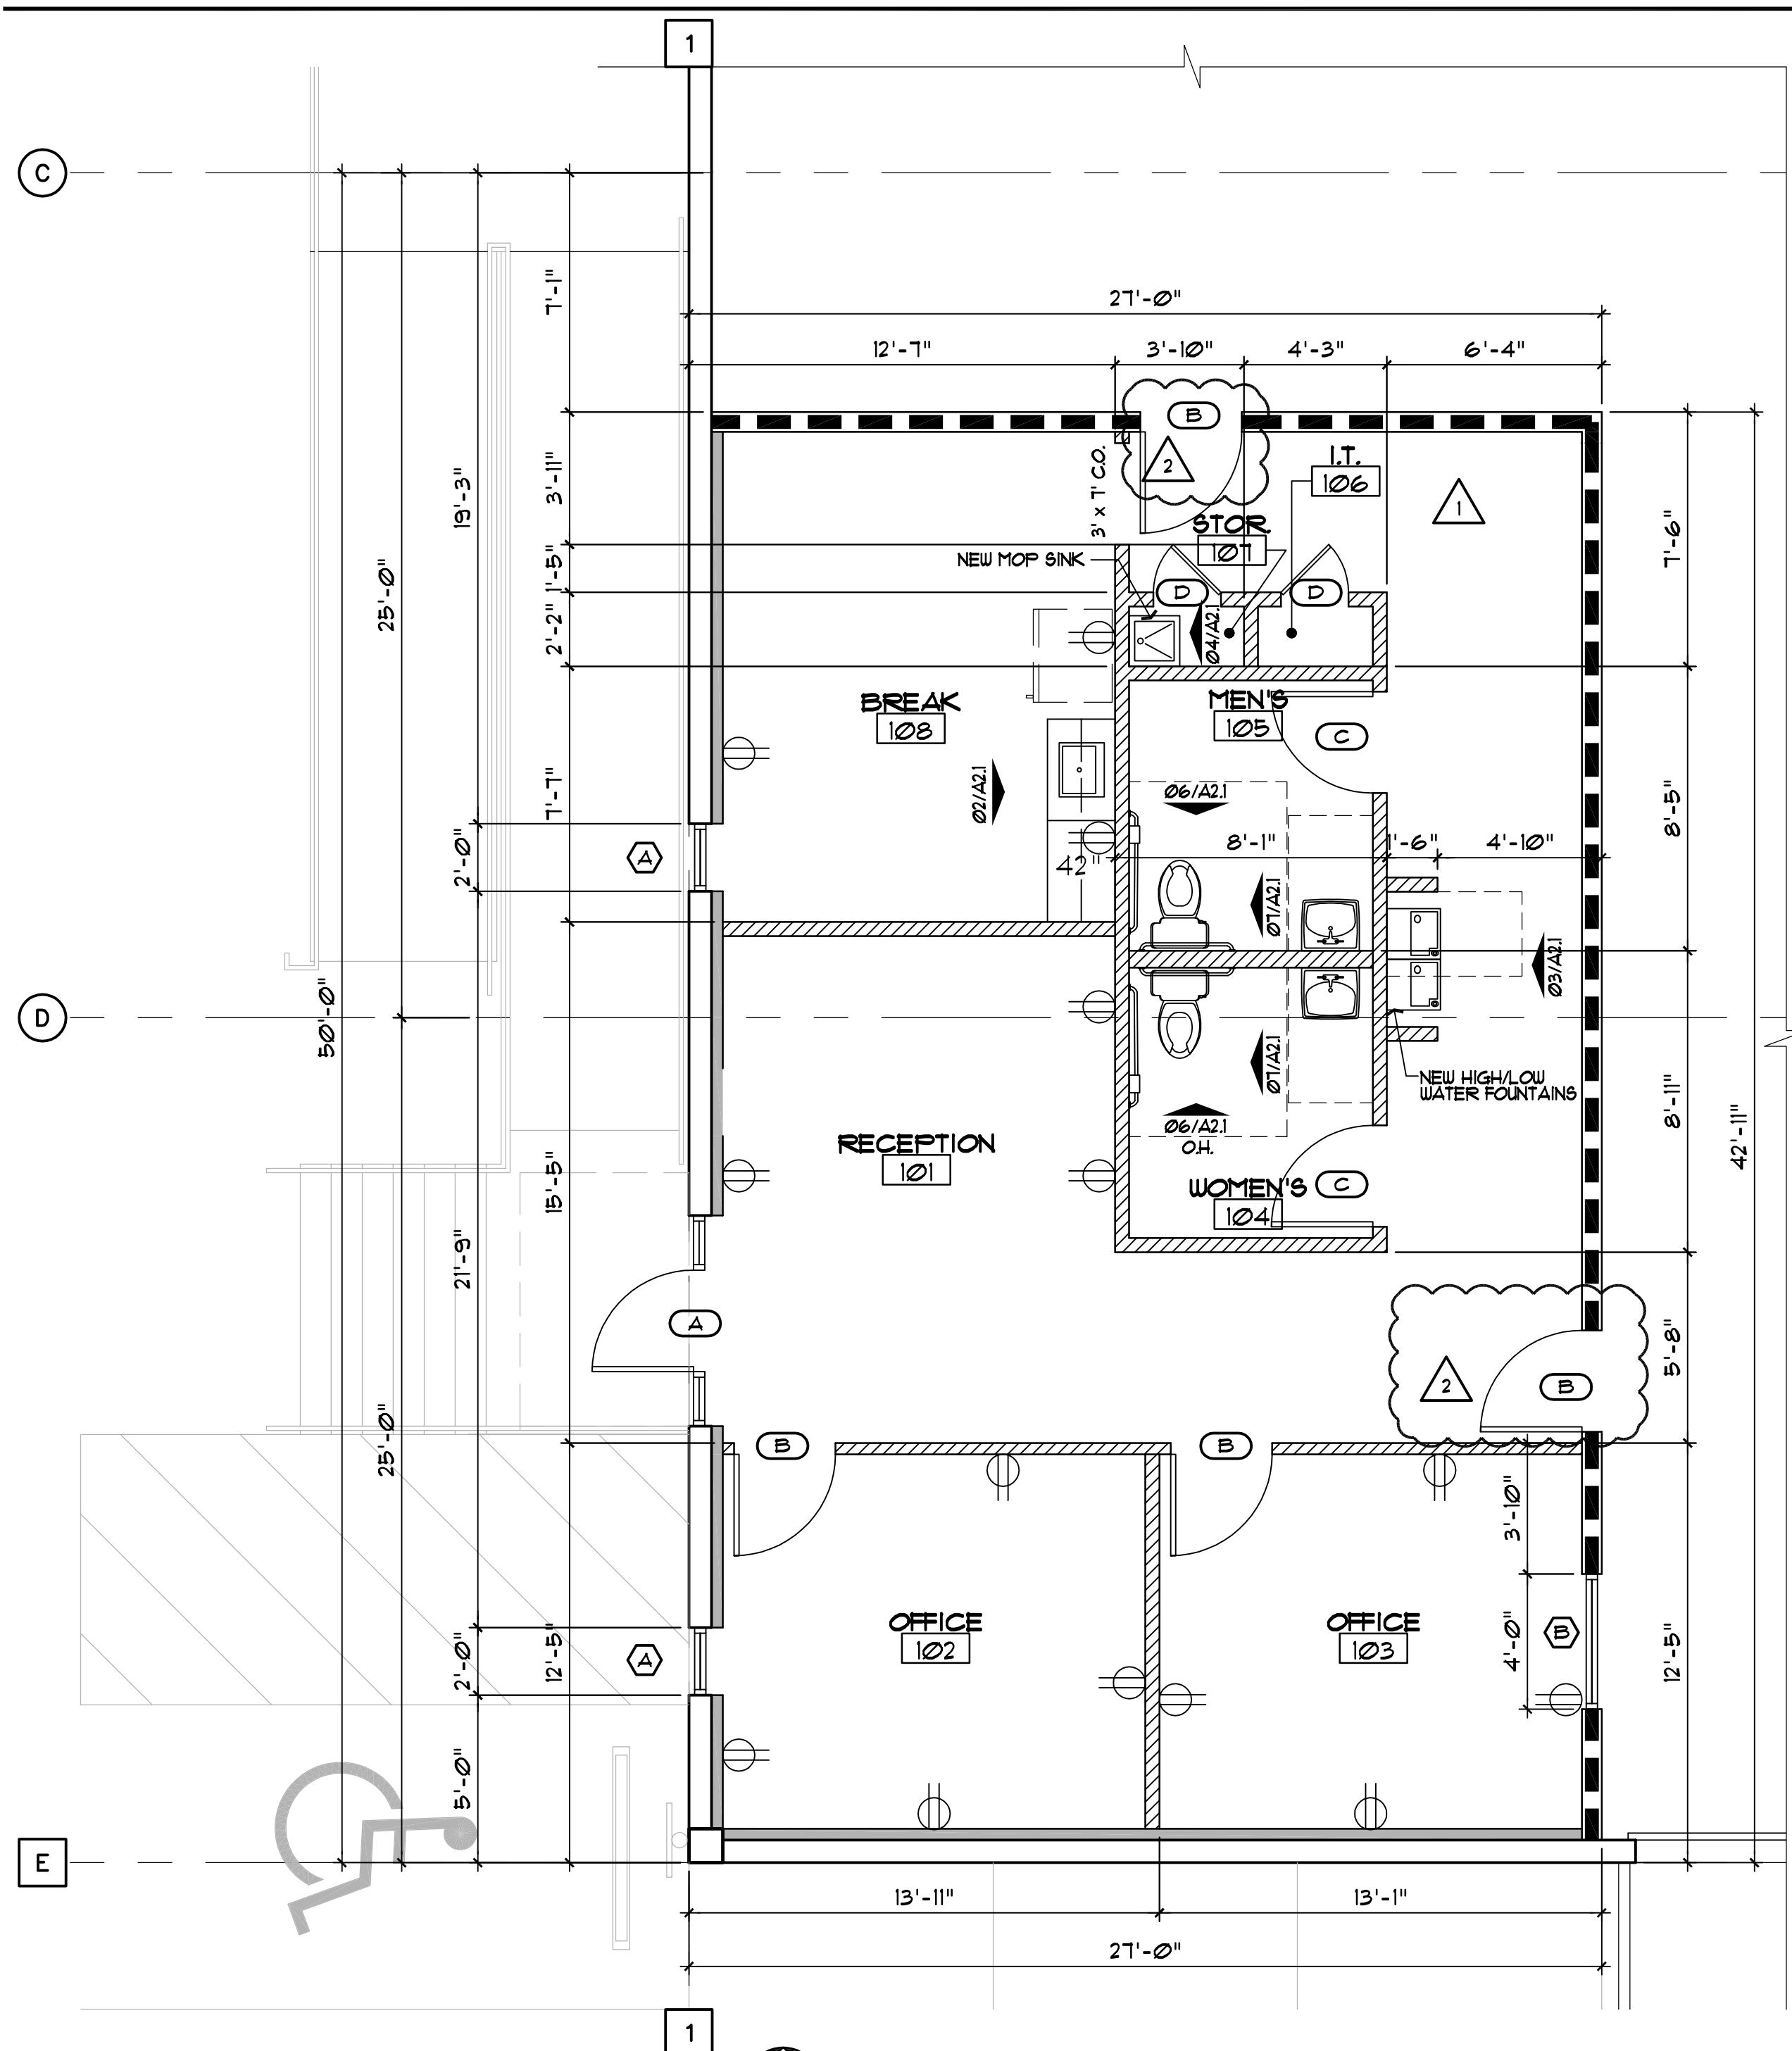 1
C
27'-0"
12'-7"
3'-10"
4'-3"
6'-4"
7'-1"
B
2
I.T.
106
1
3' x 7' C.O.
3'-11"
19'-3"
STOR.
107
7'-6"
NEW MOP SINK
1'-5"
25'-0"
D
D
2'-2"
04/A2.1
BREAK
108
MEN'S
105
C
02/A2.1
06/A2.1
7'-7"
8'-5"
8'-1"
1'-6"
4'-10"
2'-0"
A
42"
07/A2.1
03/A2.1
D
50'-0"
07/A2.1
NEW HIGH/LOW
WATER FOUNTAINS
8'-11"
42'-11"
06/A2.1
O.H.
RECEPTION
101
15'-5"
WOMEN'S
104
C
21'-9"
A
5'-8"
2
B
25'-0"
B
B
3'-10"
OFFICE
102
OFFICE
103
4'-0"
B
2'-0"
A
12'-5"
12'-5"
5'-0"
E
13'-11"
13'-1"
27'-0"
1